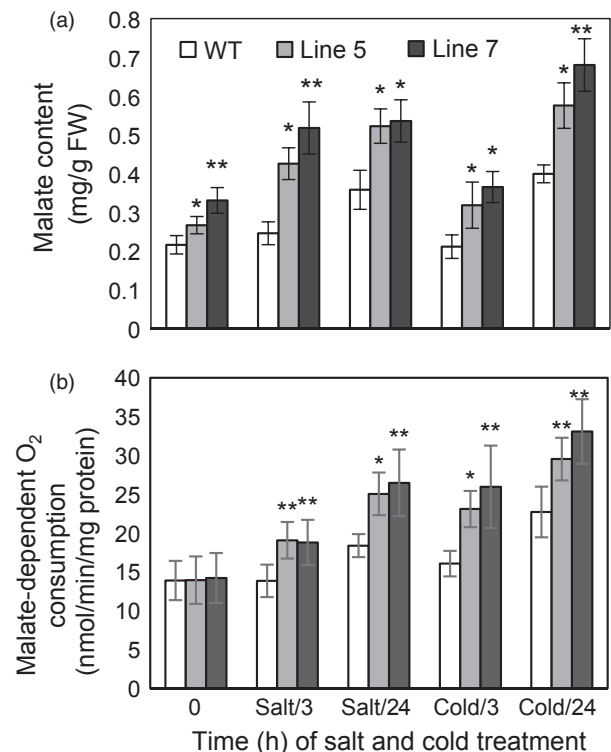 (a)
0.8
0.7
0.6
0.5
0.4
0.3
0.2
0.1
0
Malate content
(mg/g FW)
WT Line 5 Line 7
* ** * ** * * * * * **
(b)
40
35
30
25
20
15
10
5
0
Malate-dependent O2
consumption
(nmol/min/mg protein)
** ** * ** * ** ** **
0 Salt/3 Salt/24 Cold/3 Cold/24
Time (h) of salt and cold treatment